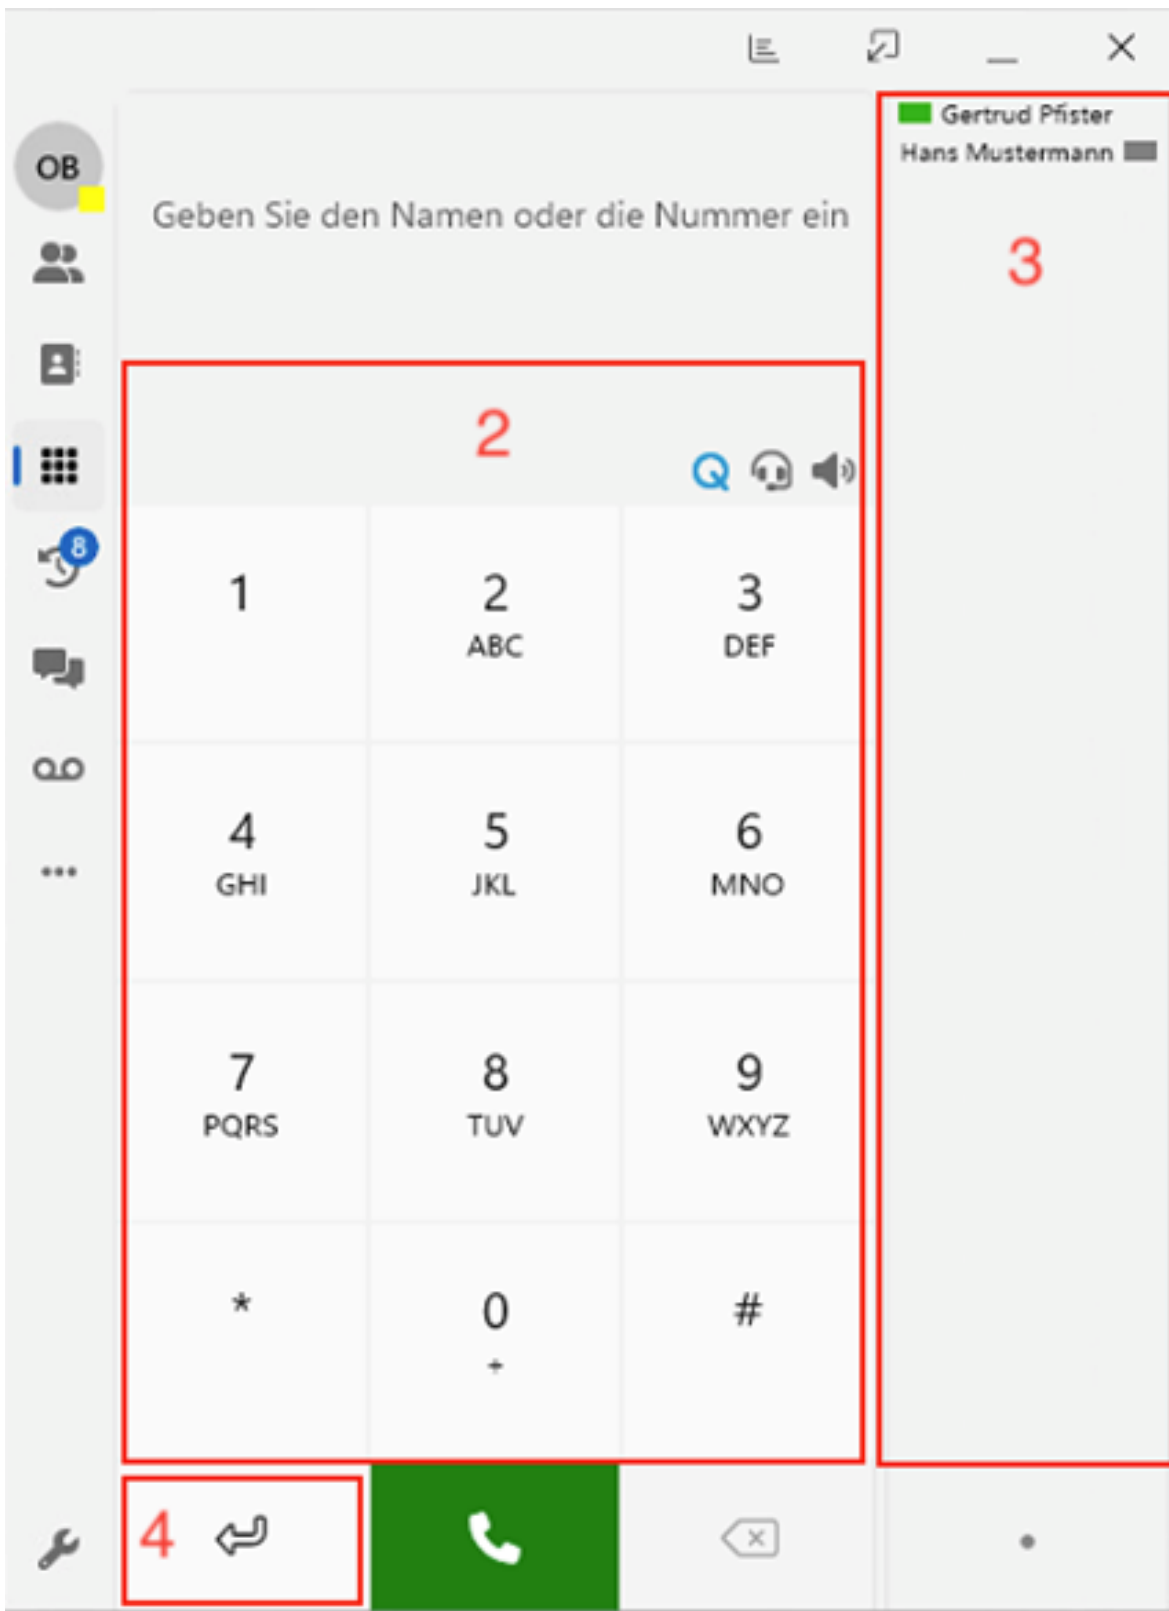 Gertrud Pfister
Hans Mustermann
OB
Geben Sie den Namen oder die Nummer ein
3
2
8
1 2 3
ABC DEF
4 5 6
GHI JKL MNO
7 8 9
PQRS TUV WXYZ
* 0 #
+
4